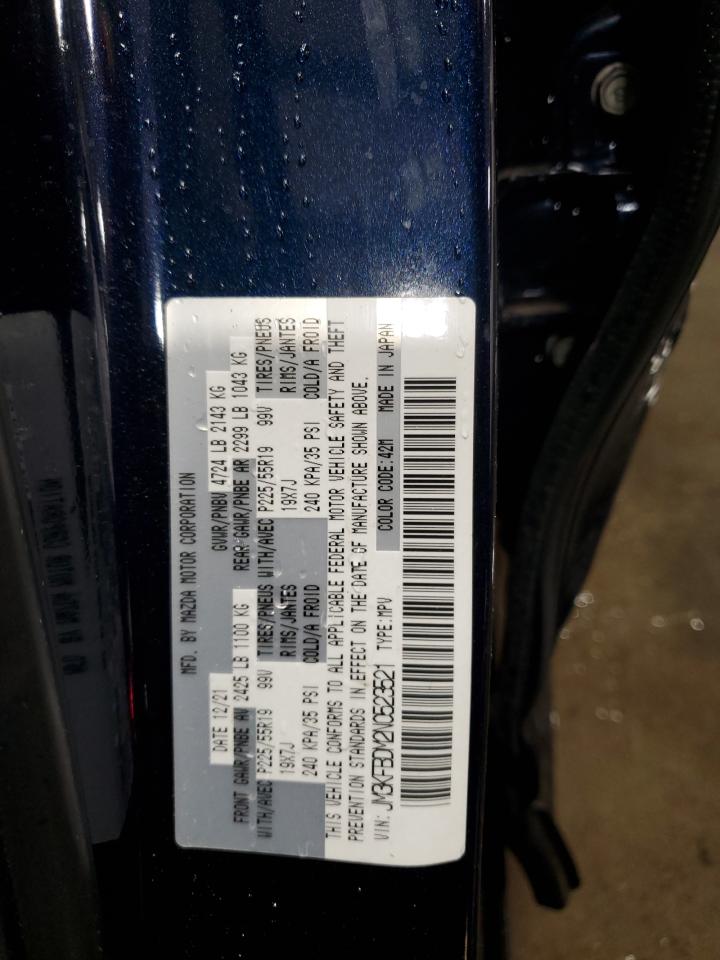 MFD. BY MAZDA MOTOR CORPORATION
DATE 12/21 GVWR/PNBV 4724 LB 2143 KG
FRONT GAWR/PNBE AV 2425 LB 1100 KG REAR GAWR/PNBE AR 2299 LB 1043 KG
WITH/AVEC P225/55R19 99V TIRES/PNEUS WITH/AVEC P225/55R19 99V TIRES/PNEUS
19X7J RIMS/JANTES 19X7J RIMS/JANTES
240 KPA/35 PSI COLD/A FROID 240 KPA/35 PSI COLD/A FROID
THIS VEHICLE CONFORMS TO ALL APPLICABLE FEDERAL MOTOR VEHICLE SAFETY AND THEFT
PREVENTION STANDARDS IN EFFECT ON THE DATE OF MANUFACTURE SHOWN ABOVE.
VIN: JM3KFBDM2N0523521 TYPE:MPV COLOR CODE:42M MADE IN JAPAN